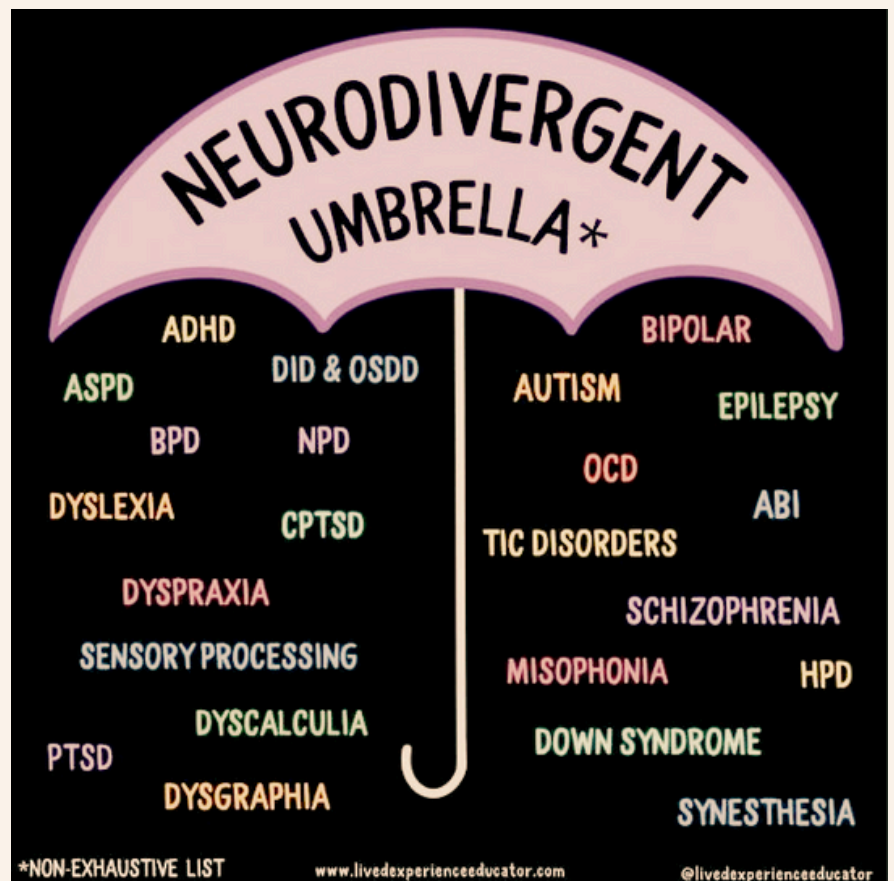 NEURODIVERGENT
UMBRELLA*
ADHD
DID & OSDD
ASPD
BPD
NPD
DYSLEXIA
CPTSD
DYSPRAXIA
SENSORY PROCESSING
DYSCALCULIA
PTSD
DYSGRAPHIA
BIPOLAR
AUTISM
EPILEPSY
OCD
ABI
TIC DISORDERS
SCHIZOPHRENIA
MISOPHONIA
HPD
DOWN SYNDROME
SYNESTHESIA
*NON-EXHAUSTIVE LIST
www.livedexperienceeducator.com
@livedexperienceeducator